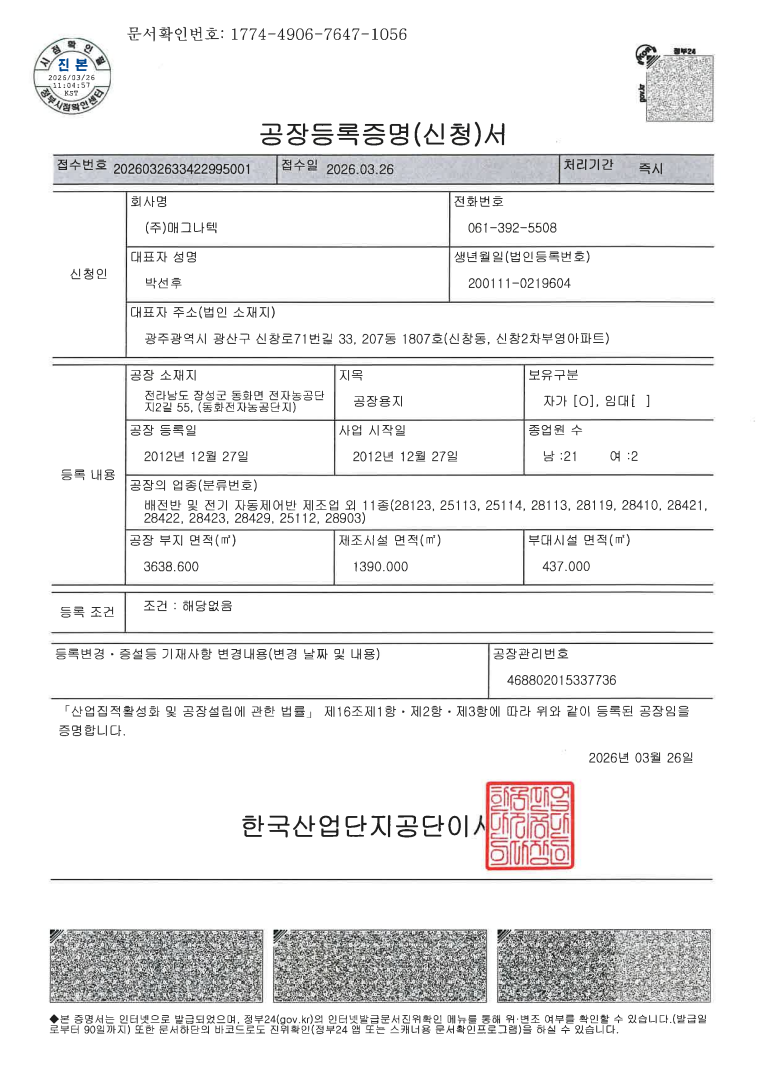 문서확인번호: 1774-4906-7647-1056
시점확인필
진본
2026/03/26
11:04:57
KST
정부시점확인센터
정부24
gov.kr
공장등록증명(신청)서
접수번호 2026032633422995001 접수일 2026.03.26 처리기간 즉시
신청인
회사명
(주)매그나텍
전화번호
061-392-5508
대표자 성명
박선후
생년월일(법인등록번호)
200111-0219604
대표자 주소(법인 소재지)
광주광역시 광산구 신창로71번길 33, 207동 1807호(신창동, 신창2차부영아파트)
등록 내용
공장 소재지
전라남도 장성군 동화면 전자농공단
지2길 55, (동화전자농공단지)
지목
공장용지
보유구분
자가 [O], 임대[ ]
공장 등록일
2012년 12월 27일
사업 시작일
2012년 12월 27일
종업원 수
남 :21 여 :2
공장의 업종(분류번호)
배전반 및 전기 자동제어반 제조업 외 11종(28123, 25113, 25114, 28113, 28119, 28410, 28421,
28422, 28423, 28429, 25112, 28903)
공장 부지 면적(㎡)
3638.600
제조시설 면적(㎡)
1390.000
부대시설 면적(㎡)
437.000
등록 조건
조건 : 해당없음
등록변경·증설등 기재사항 변경내용(변경 날짜 및 내용)
공장관리번호
468802015337736
「산업집적활성화 및 공장설립에 관한 법률」 제16조제1항·제2항·제3항에 따라 위와 같이 등록된 공장임을
증명합니다.
2026년 03월 26일
한국산업단지공단이사
◆본 증명서는 인터넷으로 발급되었으며, 정부24(gov.kr)의 인터넷발급문서진위확인 메뉴를 통해 위·변조 여부를 확인할 수 있습니다.(발급일
로부터 90일까지) 또한 문서하단의 바코드로도 진위확인(정부24 앱 또는 스캐너용 문서확인프로그램)을 하실 수 있습니다.